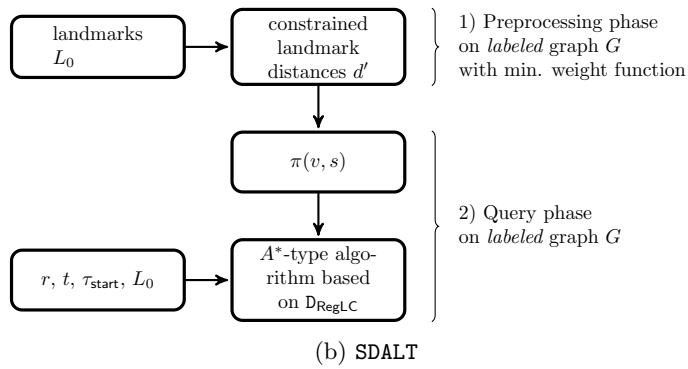 landmarks
L₀
constrained
landmark
distances d′
1) Preprocessing phase
on labeled graph G
with min. weight function
π(v, s)
2) Query phase
on labeled graph G
r, t, τstart, L₀
A*-type algo-
rithm based
on DRegLC
(b) SDALT